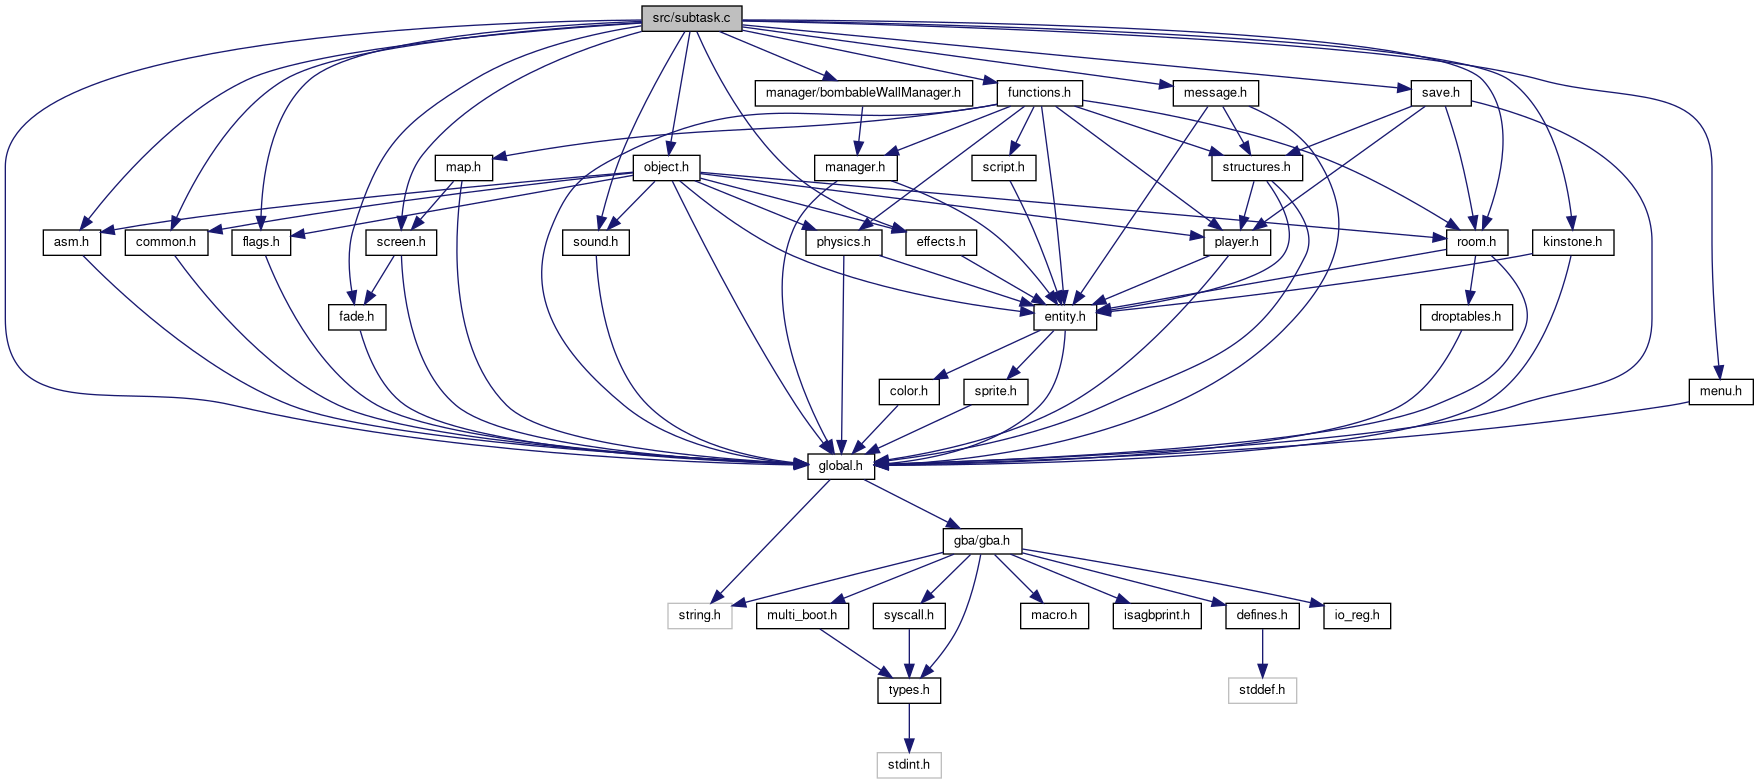 src/subtask.c
manager/bombableWallManager.h
functions.h
message.h
save.h
map.h
object.h
manager.h
script.h
structures.h
asm.h
common.h
flags.h
screen.h
sound.h
physics.h
effects.h
player.h
room.h
kinstone.h
fade.h
entity.h
droptables.h
color.h
sprite.h
menu.h
global.h
gba/gba.h
string.h
multi_boot.h
syscall.h
macro.h
isagbprint.h
defines.h
io_reg.h
types.h
stddef.h
stdint.h